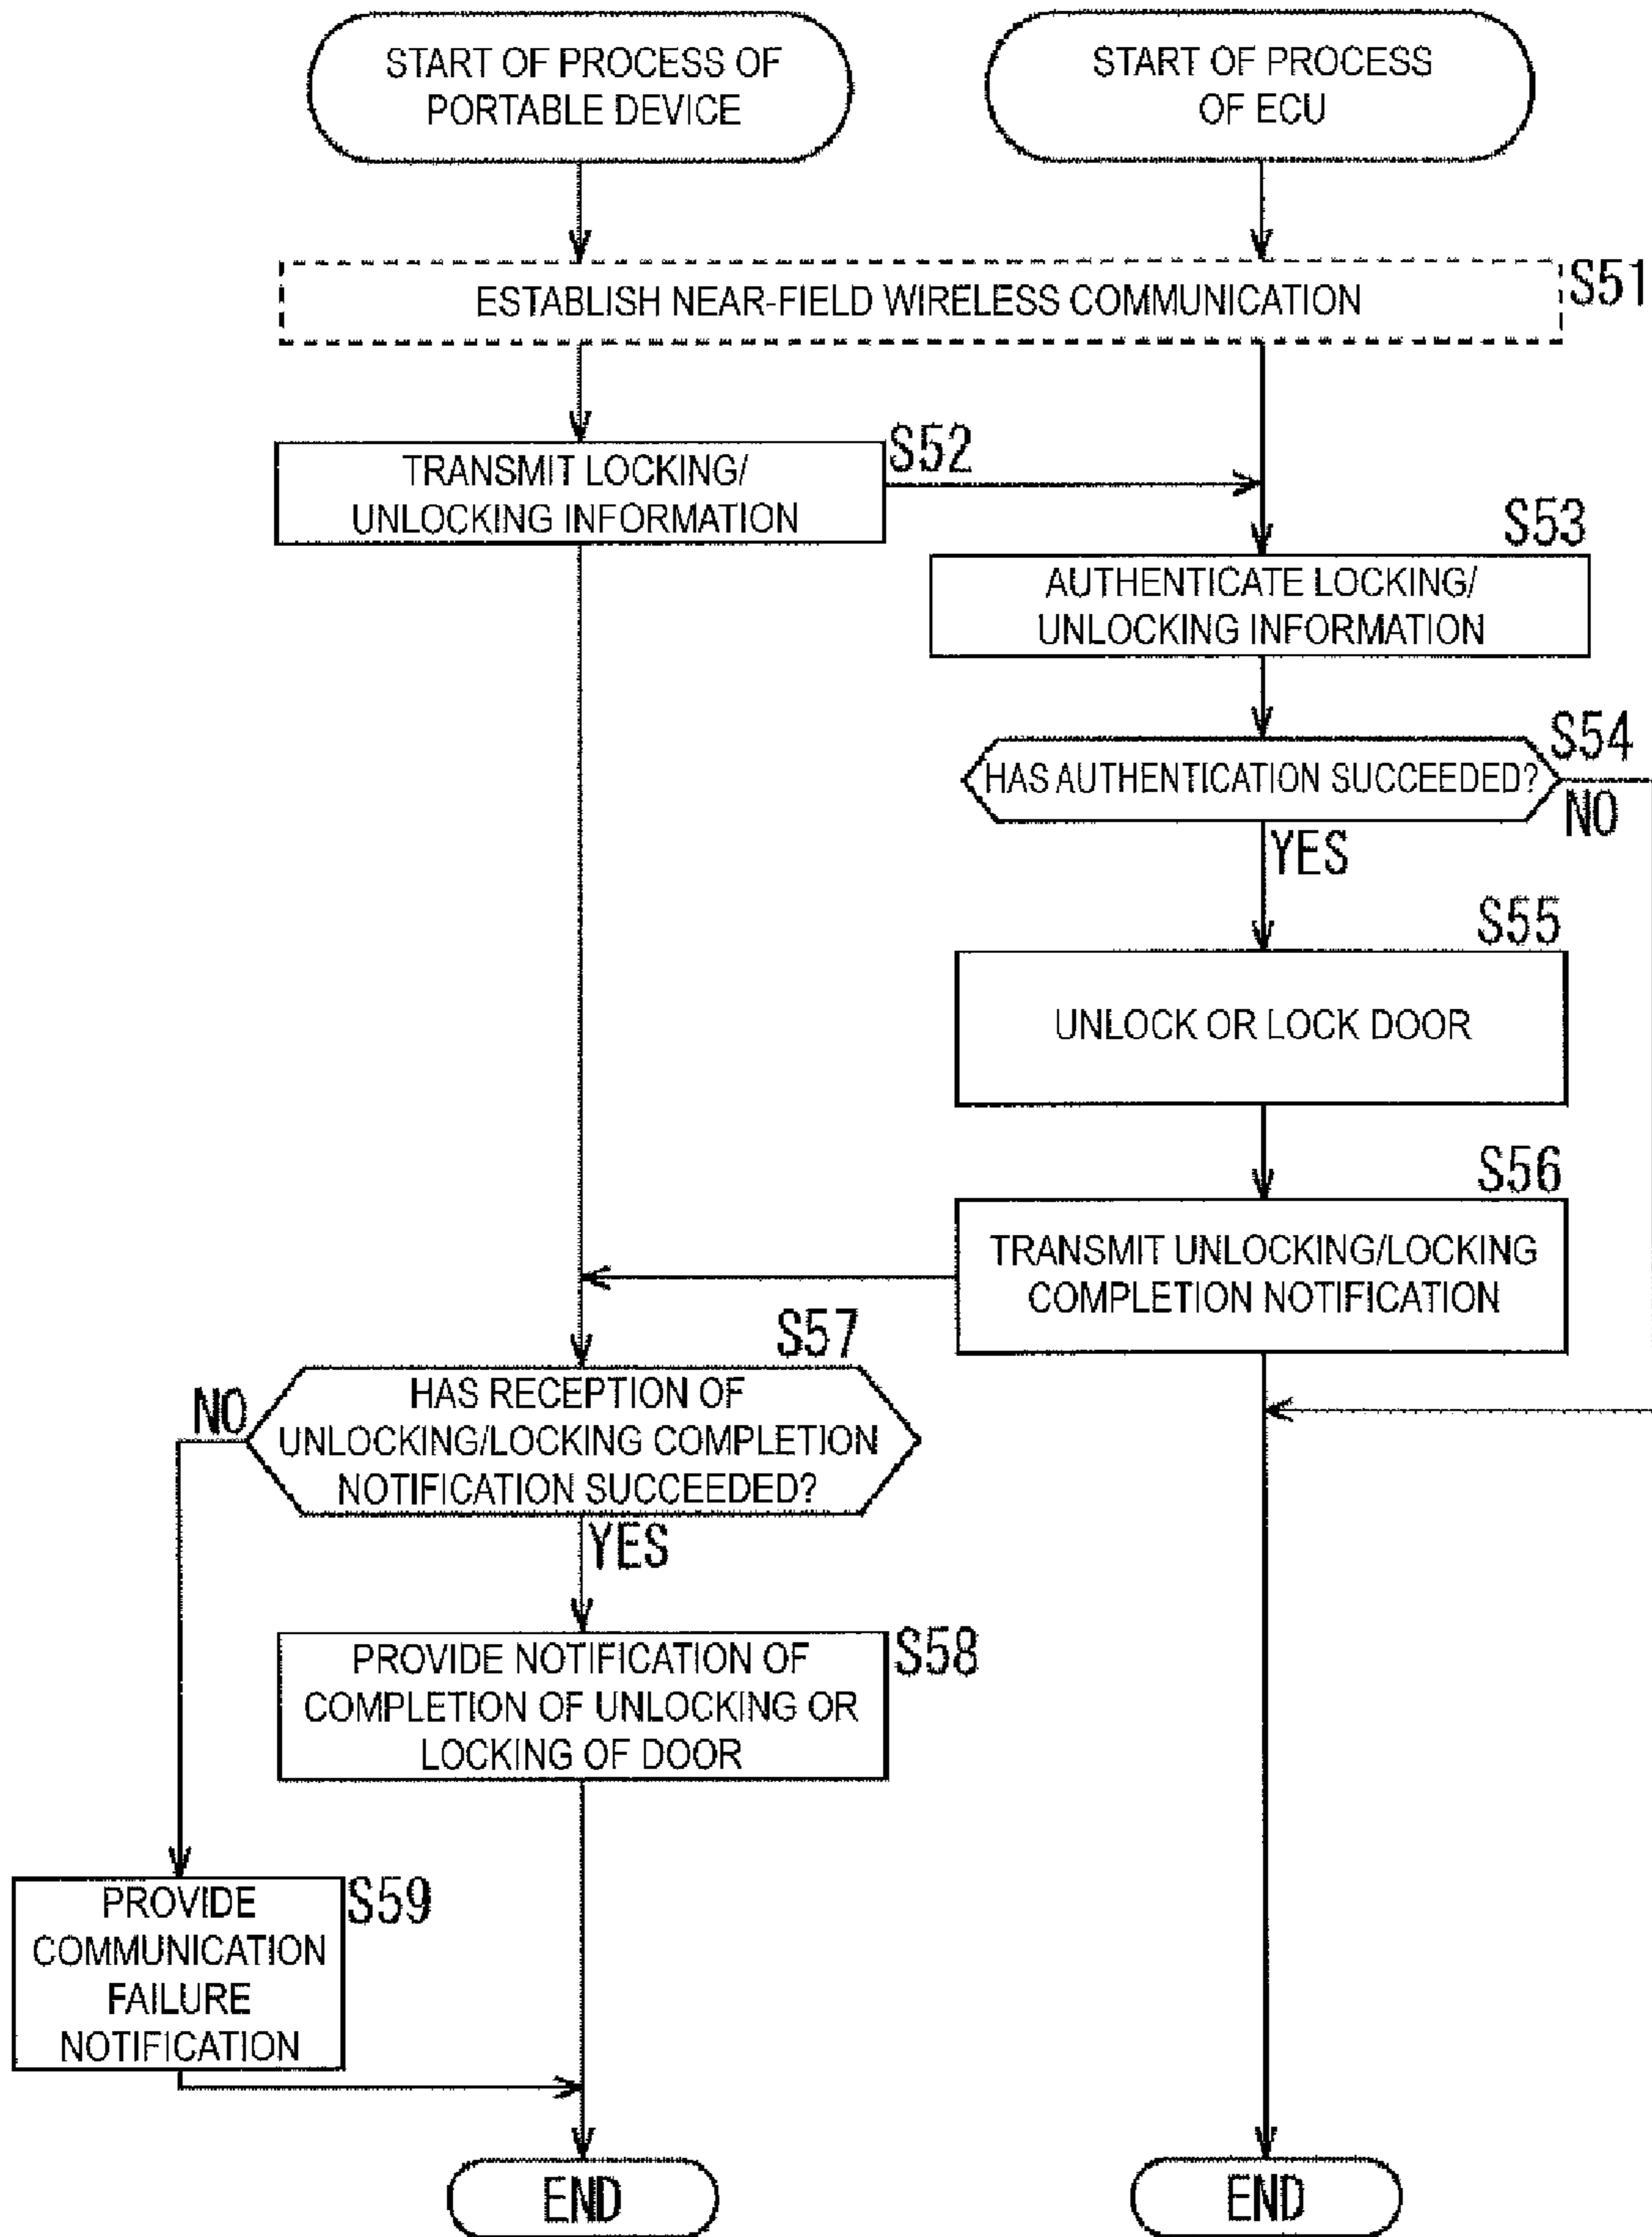 START OF PROCESS OF
PORTABLE DEVICE
START OF PROCESS
OF ECU
ESTABLISH NEAR-FIELD WIRELESS COMMUNICATION
S51
TRANSMIT LOCKING/
UNLOCKING INFORMATION
S52
S53
AUTHENTICATE LOCKING/
UNLOCKING INFORMATION
S54
HAS AUTHENTICATION SUCCEEDED?
NO
YES
S55
UNLOCK OR LOCK DOOR
S56
TRANSMIT UNLOCKING/LOCKING
COMPLETION NOTIFICATION
S57
NO
HAS RECEPTION OF
UNLOCKING/LOCKING COMPLETION
NOTIFICATION SUCCEEDED?
YES
PROVIDE NOTIFICATION OF
COMPLETION OF UNLOCKING OR
LOCKING OF DOOR
S58
PROVIDE
COMMUNICATION
FAILURE
NOTIFICATION
S59
END
END